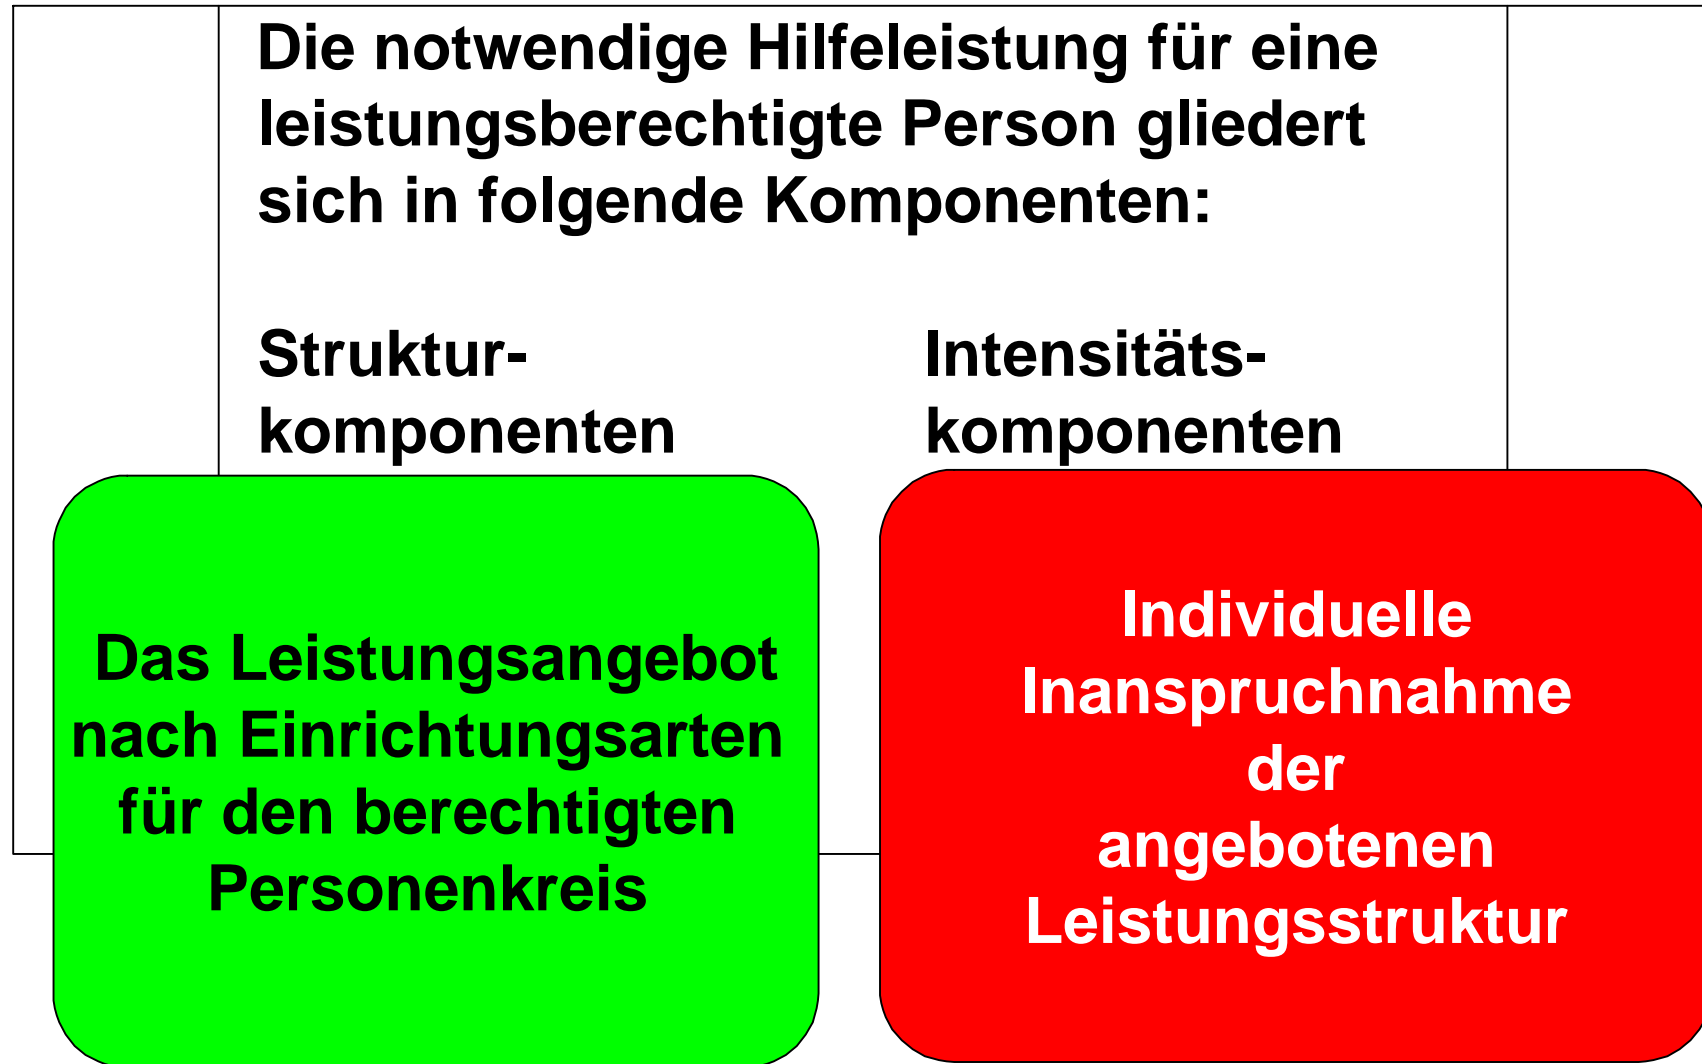 Die notwendige Hilfeleistung für eine
leistungsberechtigte Person gliedert
sich in folgende Komponenten:
Struktur-
komponenten
Intensitäts-
komponenten
Das Leistungsangebot
nach Einrichtungsarten
für den berechtigten
Personenkreis
Individuelle
Inanspruchnahme
der
angebotenen
Leistungsstruktur